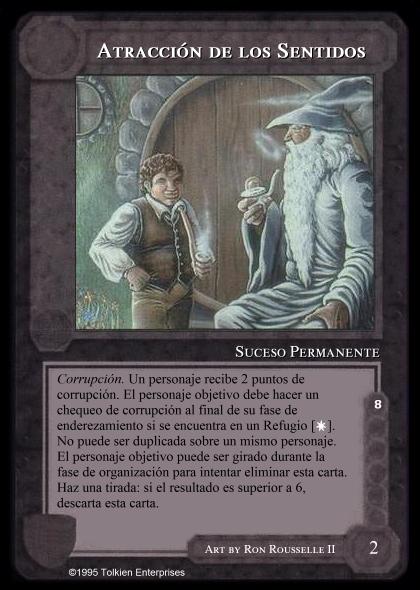 Atracción de los Sentidos
Suceso Permanente
Corrupción. Un personaje recibe 2 puntos de
corrupción. El personaje objetivo debe hacer un
chequeo de corrupción al final de su fase de
enderezamiento si se encuentra en un Refugio [✷].
No puede ser duplicada sobre un mismo personaje.
El personaje objetivo puede ser girado durante la
fase de organización para intentar eliminar esta carta.
Haz una tirada: si el resultado es superior a 6,
descarta esta carta.
8
Art by Ron Rousselle II
2
©1995 Tolkien Enterprises